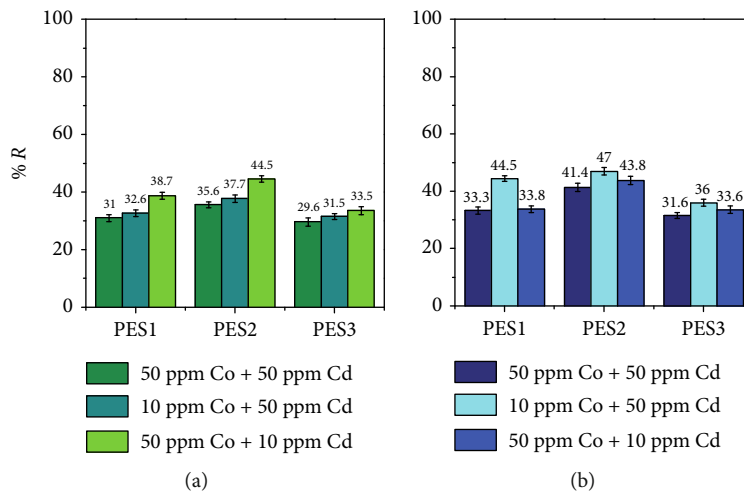 100
80
60
40
20
0
% R
31
32.6
38.7
35.6
37.7
44.5
29.6
31.5
33.5
PES1
PES2
PES3
50 ppm Co + 50 ppm Cd
10 ppm Co + 50 ppm Cd
50 ppm Co + 10 ppm Cd
(a)
100
80
60
40
20
0
33.3
44.5
33.8
41.4
47
43.8
31.6
36
33.6
PES1
PES2
PES3
50 ppm Co + 50 ppm Cd
10 ppm Co + 50 ppm Cd
50 ppm Co + 10 ppm Cd
(b)